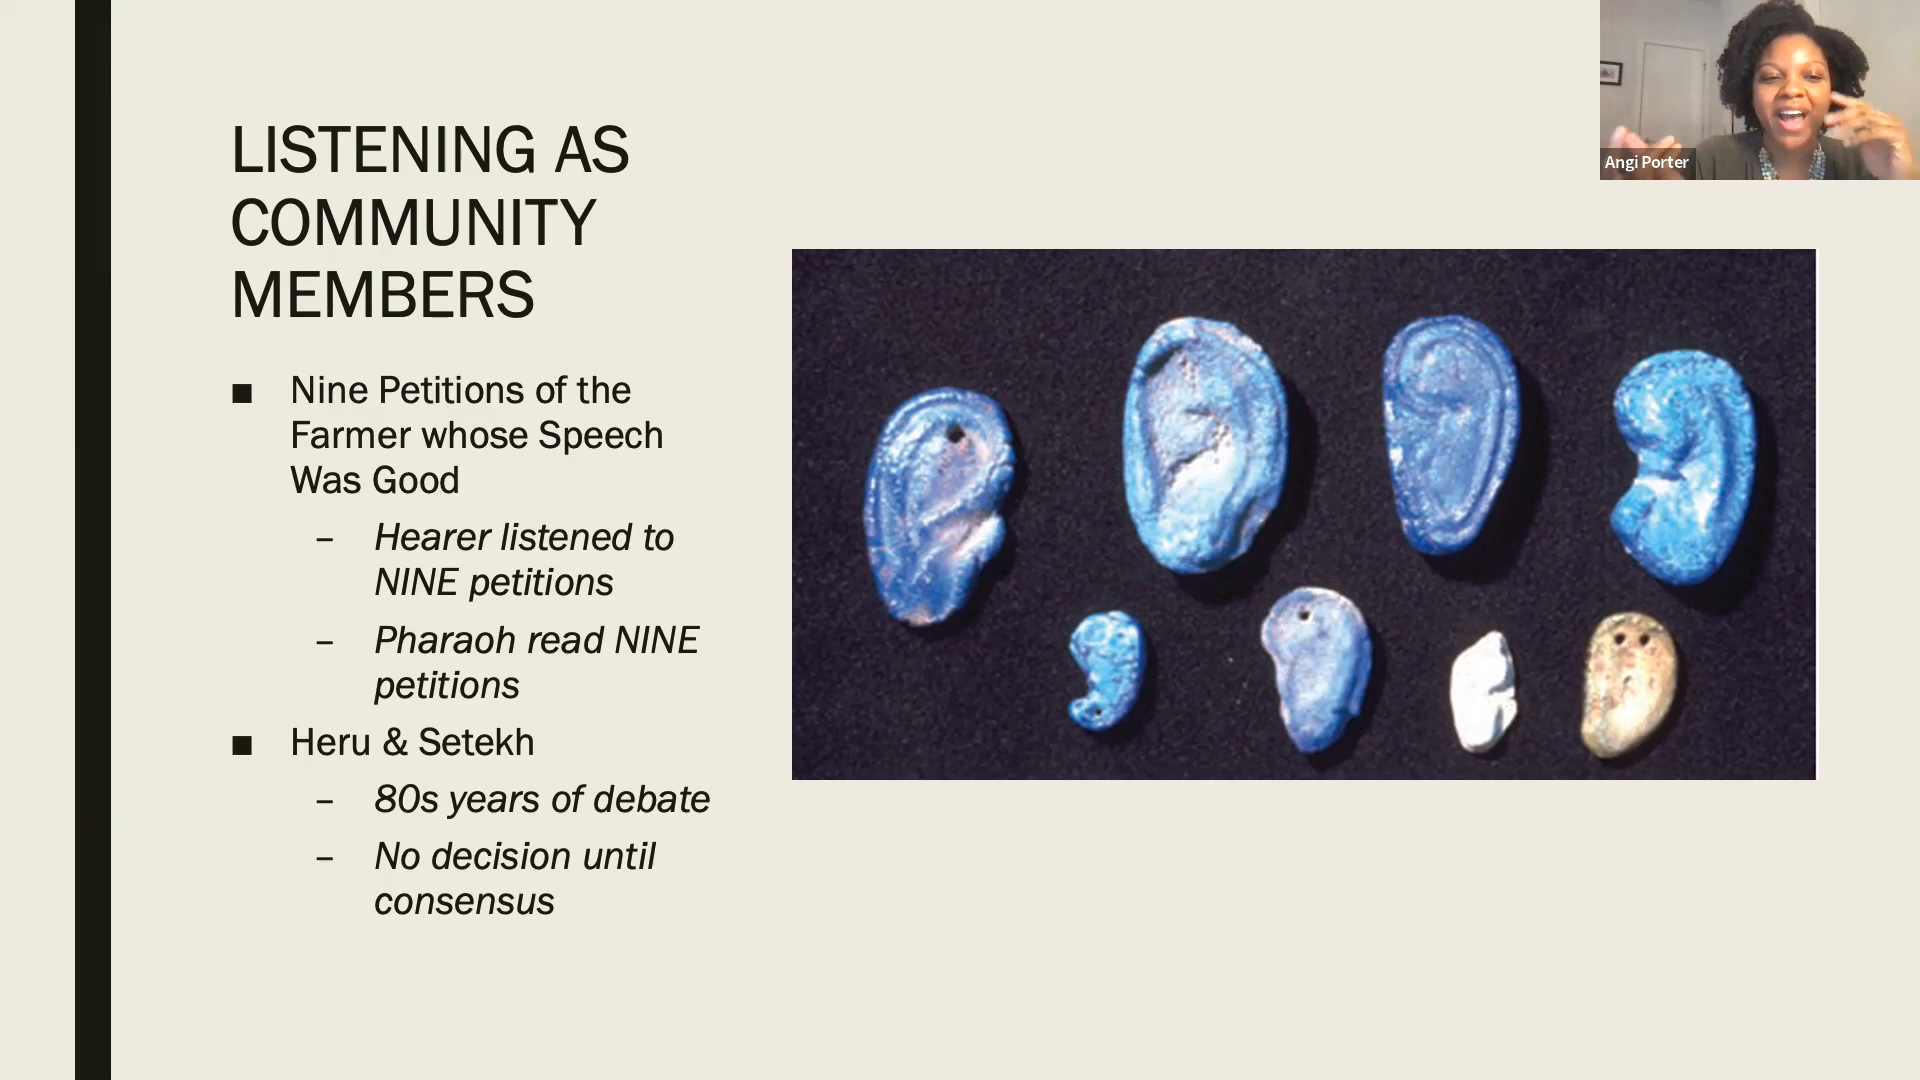 LISTENING AS
COMMUNITY
MEMBERS
■ Nine Petitions of the
Farmer whose Speech
Was Good
– Hearer listened to
NINE petitions
– Pharaoh read NINE
petitions
■ Heru & Setekh
– 80s years of debate
– No decision until
consensus
Angi Porter